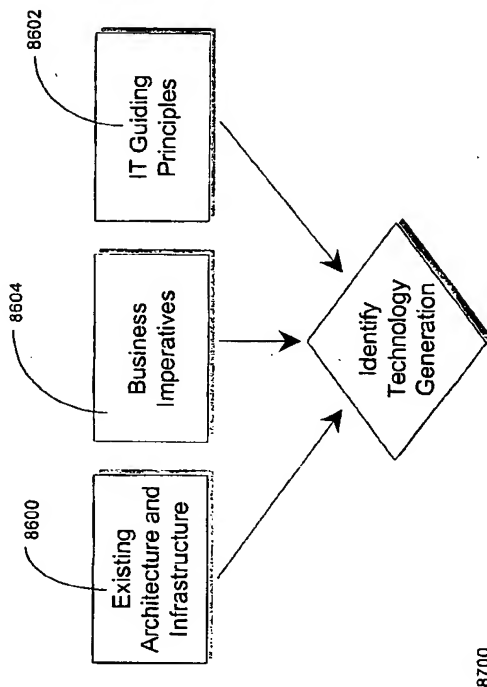 8600
8604
8602
Existing
Architecture and
Infrastructure
Business
Imperatives
IT Guiding
Principles
Identify
Technology
Generation
8700